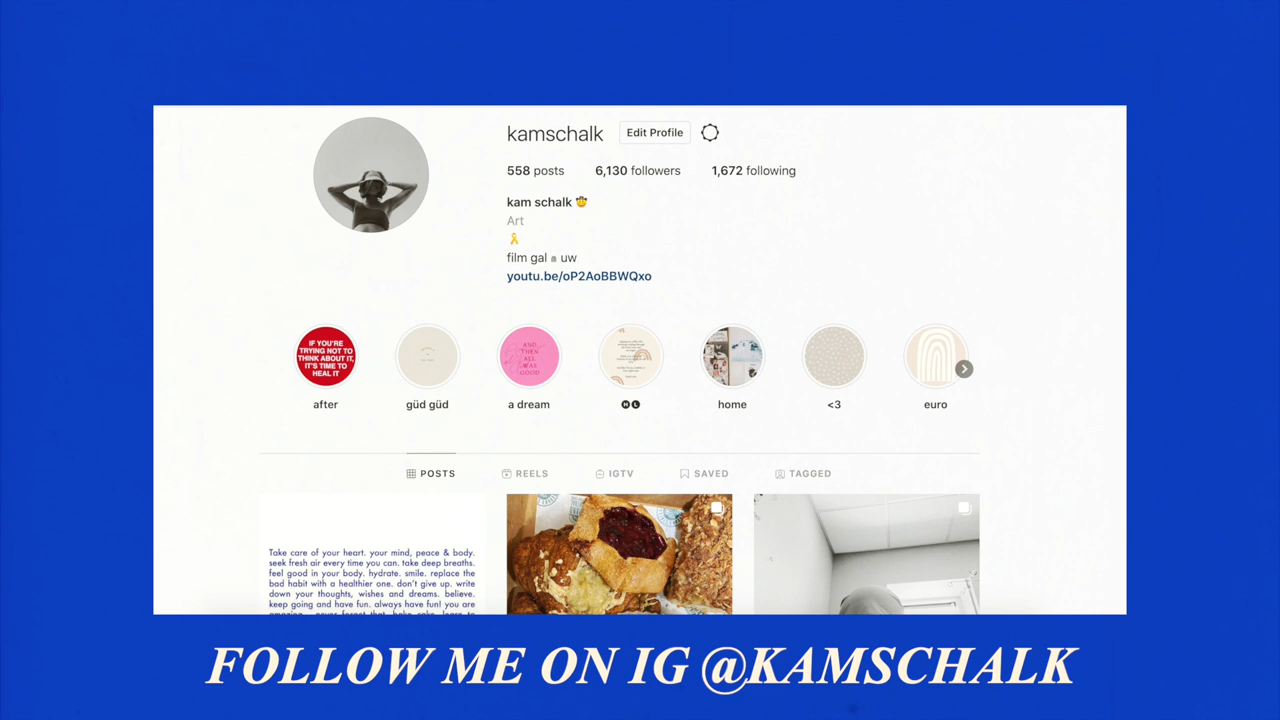 kamschalk Edit Profile
558 posts 6,130 followers 1,672 following
kam schalk 🤠
Art
🎗
film gal uw
youtu.be/oP2AoBBWQxo
IF YOU'RE
TRYING NOT TO
THINK ABOUT IT,
IT'S TIME TO
HEAL IT
AND
THEN
ALL
WAS
GOOD
after güd güd a dream 🅗🅛 home <3 euro
POSTS REELS IGTV SAVED TAGGED
Take care of your heart. your mind, peace & body.
seek fresh air every time you can. take deep breaths.
feel good in your body. hydrate. smile. replace the
bad habit with a healthier one. don't give up. write
down your thoughts, wishes and dreams. believe.
keep going and have fun. always have fun! you are
FOLLOW ME ON IG @KAMSCHALK